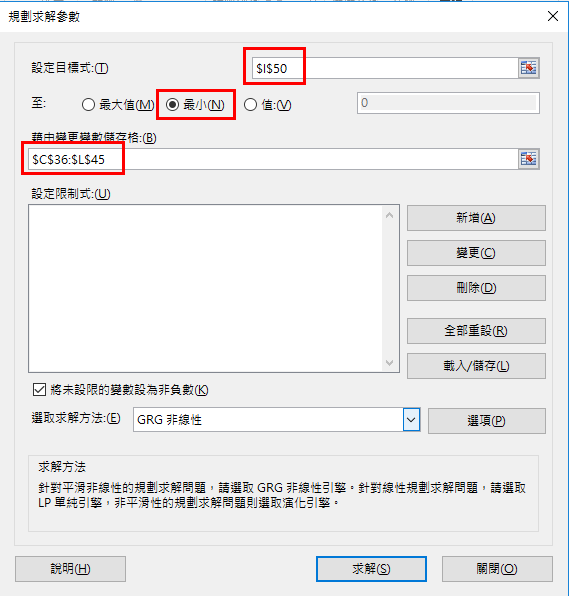 規劃求解參數
設定目標式:(T)
$I$50
至:
最大值(M)
最小(N)
值:(V)
0
藉由變更變數儲存格:(B)
$C$36:$L$45
設定限制式:(U)
新增(A)
變更(C)
刪除(D)
全部重設(R)
載入/儲存(L)
將未設限的變數設為非負數(K)
選取求解方法:(E)
GRG 非線性
選項(P)
求解方法
針對平滑非線性的規劃求解問題，請選取 GRG 非線性引擎。針對線性規劃求解問題，請選取
LP 單純引擎，非平滑性的規劃求解問題則選取演化引擎。
說明(H)
求解(S)
關閉(O)